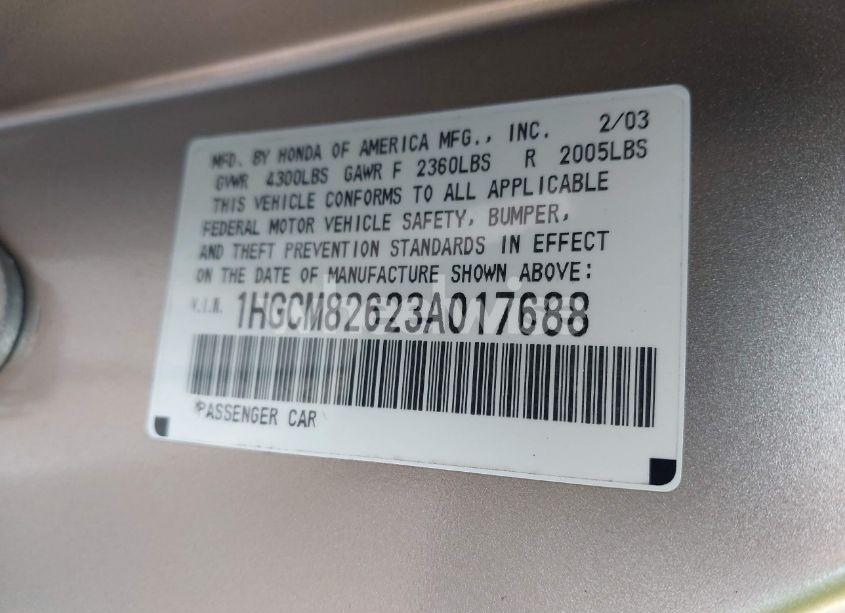 MFD. BY HONDA OF AMERICA MFG., INC. 2/03
GVWR 4300LBS GAWR F 2360LBS R 2005LBS
THIS VEHICLE CONFORMS TO ALL APPLICABLE
FEDERAL MOTOR VEHICLE SAFETY, BUMPER,
AND THEFT PREVENTION STANDARDS IN EFFECT
ON THE DATE OF MANUFACTURE SHOWN ABOVE:
V.I.N. 1HGCM82623A017688
*PASSENGER CAR